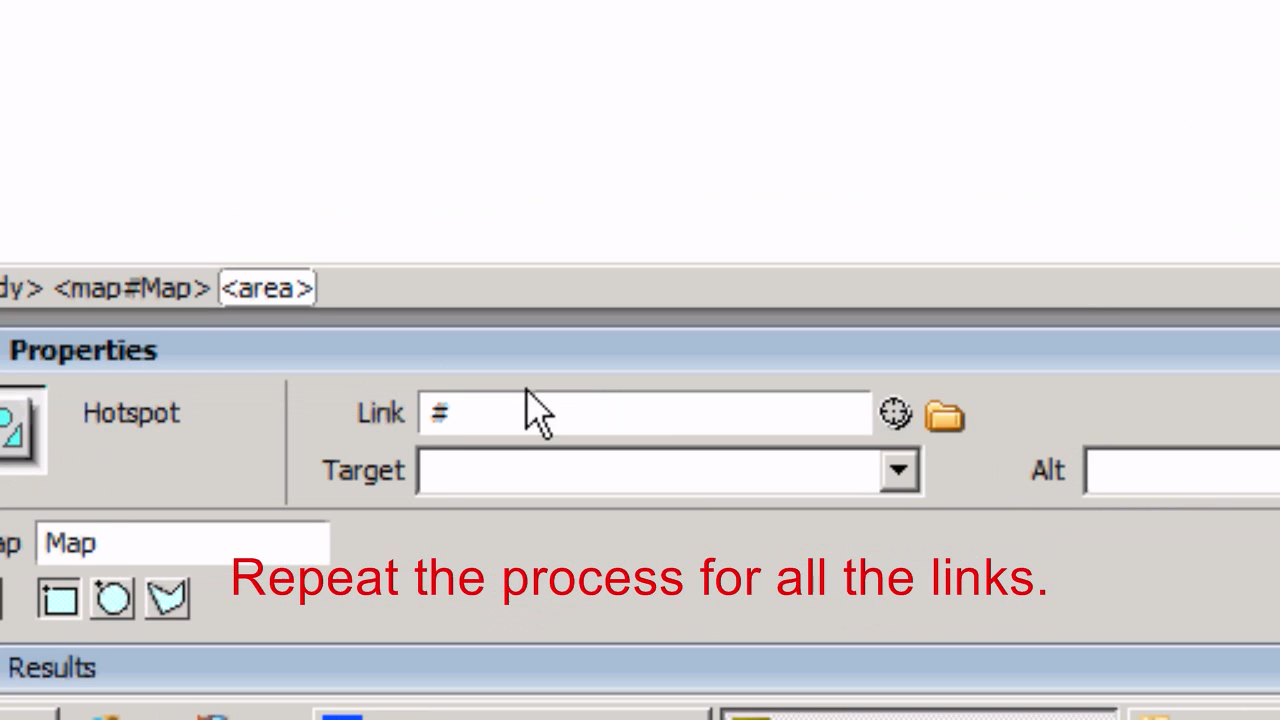 dy> <map#Map> <area>
Properties
Hotspot
Link #
Target
Alt
ap Map
Repeat the process for all the links.
Results